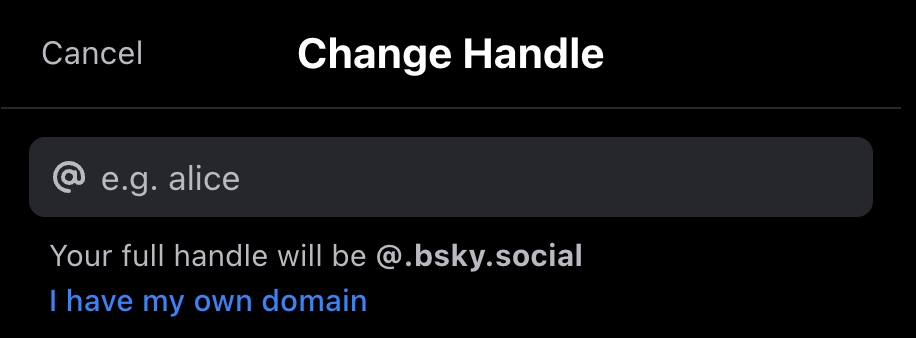 Cancel Change Handle
@ e.g. alice
Your full handle will be @.bsky.social
I have my own domain